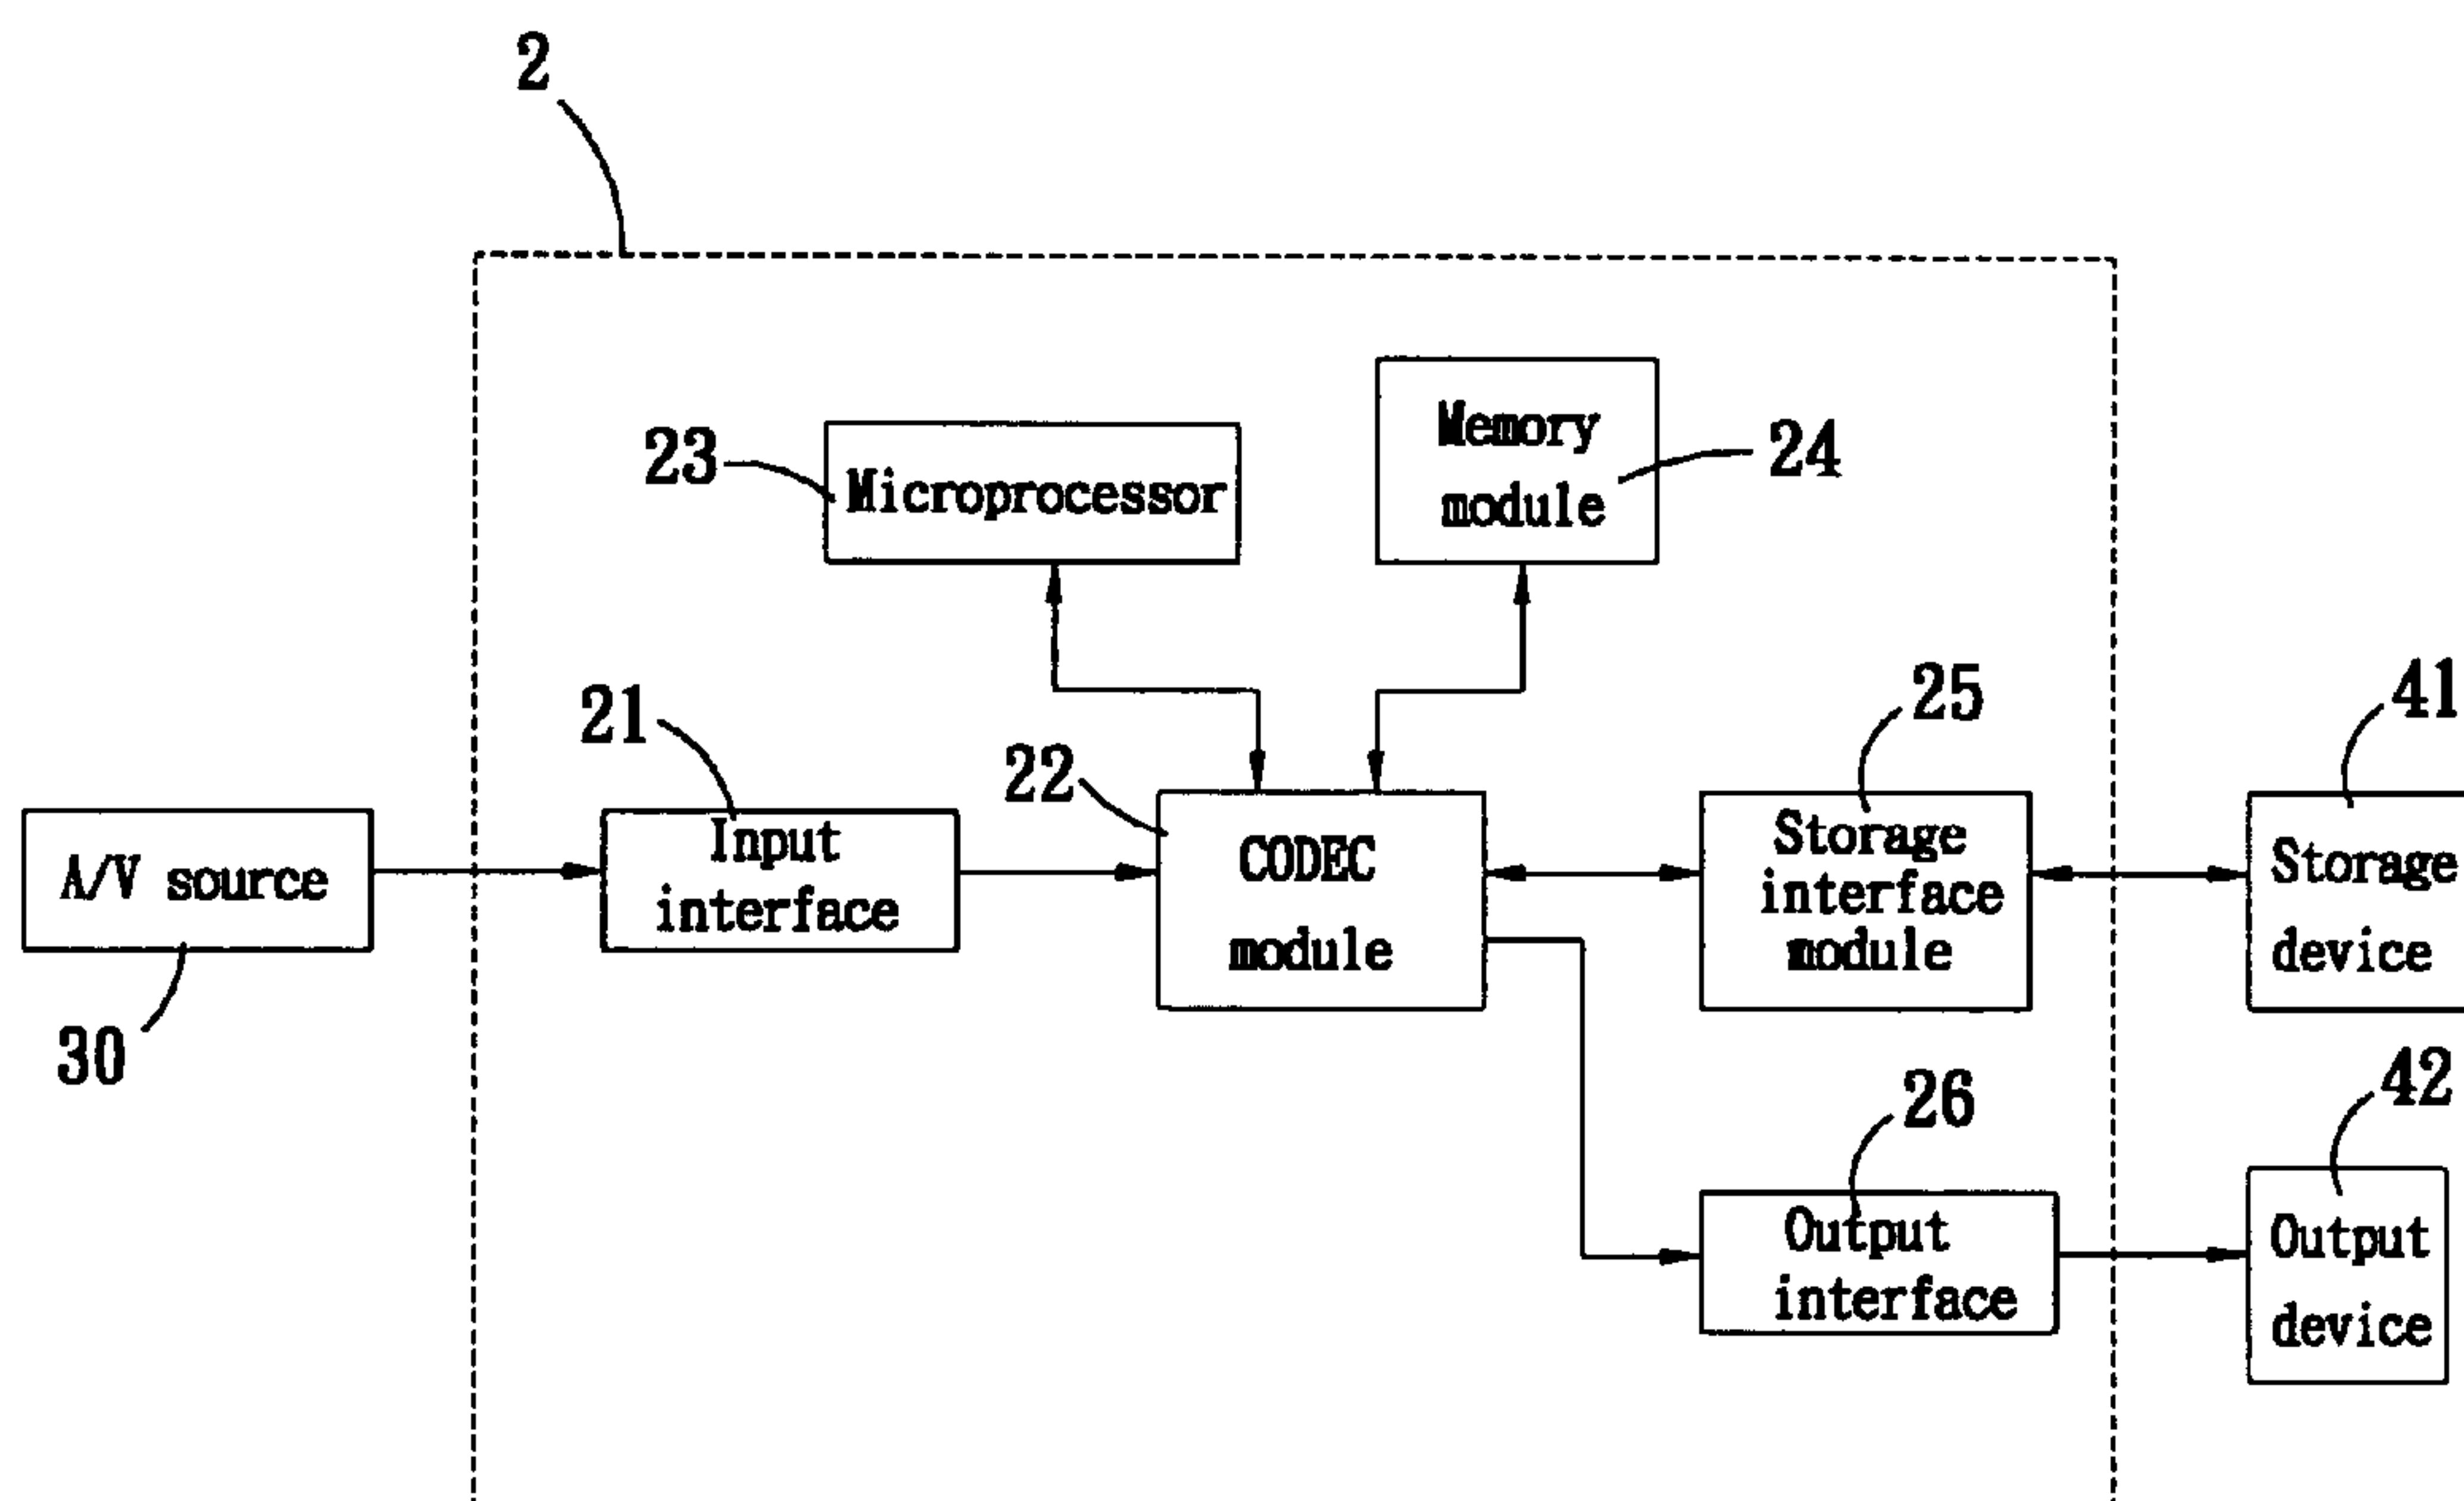 2
23
Microprocessor
Memory
module
24
21
Input
interface
22
CODEC
module
25
Storage
interface
module
41
Storage
device
A/V source
30
26
Output
interface
42
Output
device